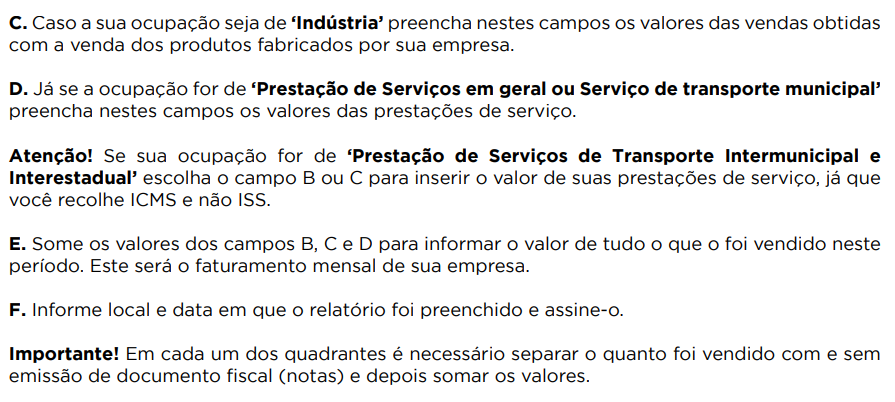 C. Caso a sua ocupação seja de ‘Indústria’ preencha nestes campos os valores das vendas obtidas
com a venda dos produtos fabricados por sua empresa.
D. Já se a ocupação for de ‘Prestação de Serviços em geral ou Serviço de transporte municipal’
preencha nestes campos os valores das prestações de serviço.
Atenção! Se sua ocupação for de ‘Prestação de Serviços de Transporte Intermunicipal e
Interestadual’ escolha o campo B ou C para inserir o valor de suas prestações de serviço, já que
você recolhe ICMS e não ISS.
E. Some os valores dos campos B, C e D para informar o valor de tudo o que o foi vendido neste
período. Este será o faturamento mensal de sua empresa.
F. Informe local e data em que o relatório foi preenchido e assine-o.
Importante! Em cada um dos quadrantes é necessário separar o quanto foi vendido com e sem
emissão de documento fiscal (notas) e depois somar os valores.